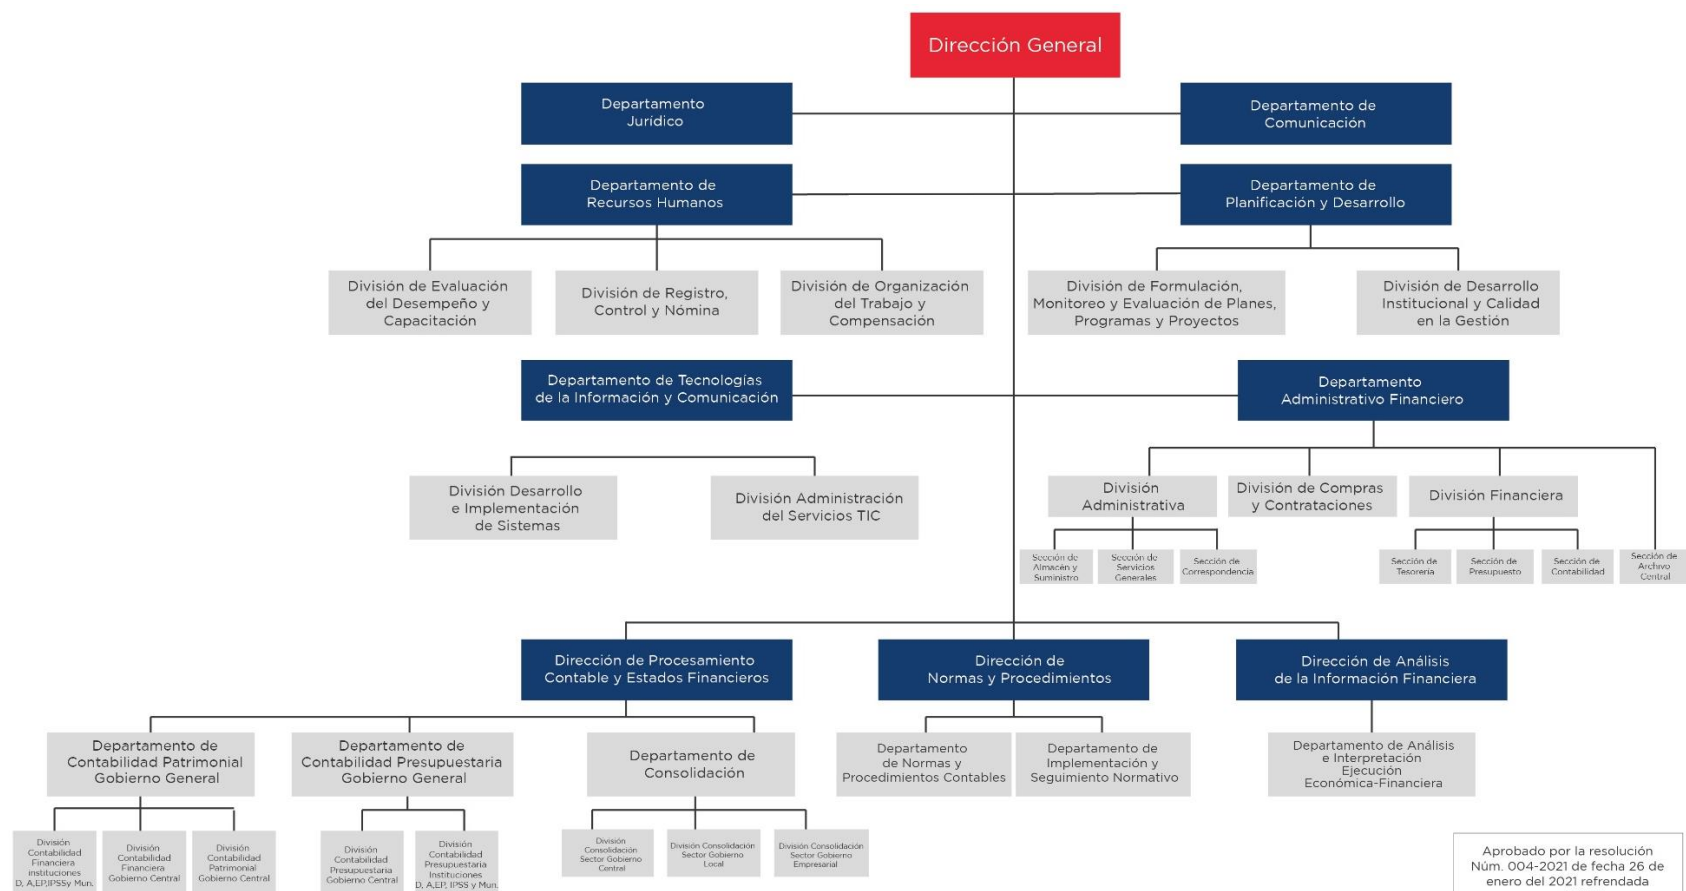 Dirección General
Departamento
Jurídico
Departamento de
Comunicación
Departamento de
Recursos Humanos
Departamento de
Planificación y Desarrollo
División de Evaluación
del Desempeño y
Capacitación
División de Registro,
Control y Nómina
División de Organización
del Trabajo y
Compensación
División de Formulación,
Monitoreo y Evaluación de Planes,
Programas y Proyectos
División de Desarrollo
Institucional y Calidad
en la Gestión
Departamento de Tecnologías
de la Información y Comunicación
Departamento
Administrativo Financiero
División Desarrollo
e Implementación
de Sistemas
División Administración
del Servicios TIC
División
Administrativa
División de Compras
y Contrataciones
División Financiera
Sección de
Almacén y
Suministro
Sección de
Servicios
Generales
Sección de
Correspondencia
Sección de
Tesorería
Sección de
Presupuesto
Sección de
Contabilidad
Sección de
Archivo
Central
Dirección de Procesamiento
Contable y Estados Financieros
Dirección de
Normas y Procedimientos
Dirección de Análisis
de la Información Financiera
Departamento de
Contabilidad Patrimonial
Gobierno General
Departamento de
Contabilidad Presupuestaria
Gobierno General
Departamento de
Consolidación
Departamento
de Normas y
Procedimientos Contables
Departamento de
Implementación y
Seguimiento Normativo
Departamento de Análisis
e Interpretación
Ejecución
Económica-Financiera
División
Contabilidad
Financiera
instituciones
D, A,EP,IPSSy Mun.
División
Contabilidad
Financiera
Gobierno Central
División
Contabilidad
Patrimonial
Gobierno Central
División
Contabilidad
Presupuestaria
Gobierno Central
División
Contabilidad
Presupuestaria
Instituciones
D, A,EP, IPSS y Mun.
División
Consolidación
Sector Gobierno
Central
División Consolidación
Sector Gobierno
Local
División Consolidación
Sector Gobierno
Empresarial
Aprobado por la resolución
Núm. 004-2021 de fecha 26 de
enero del 2021 refrendada